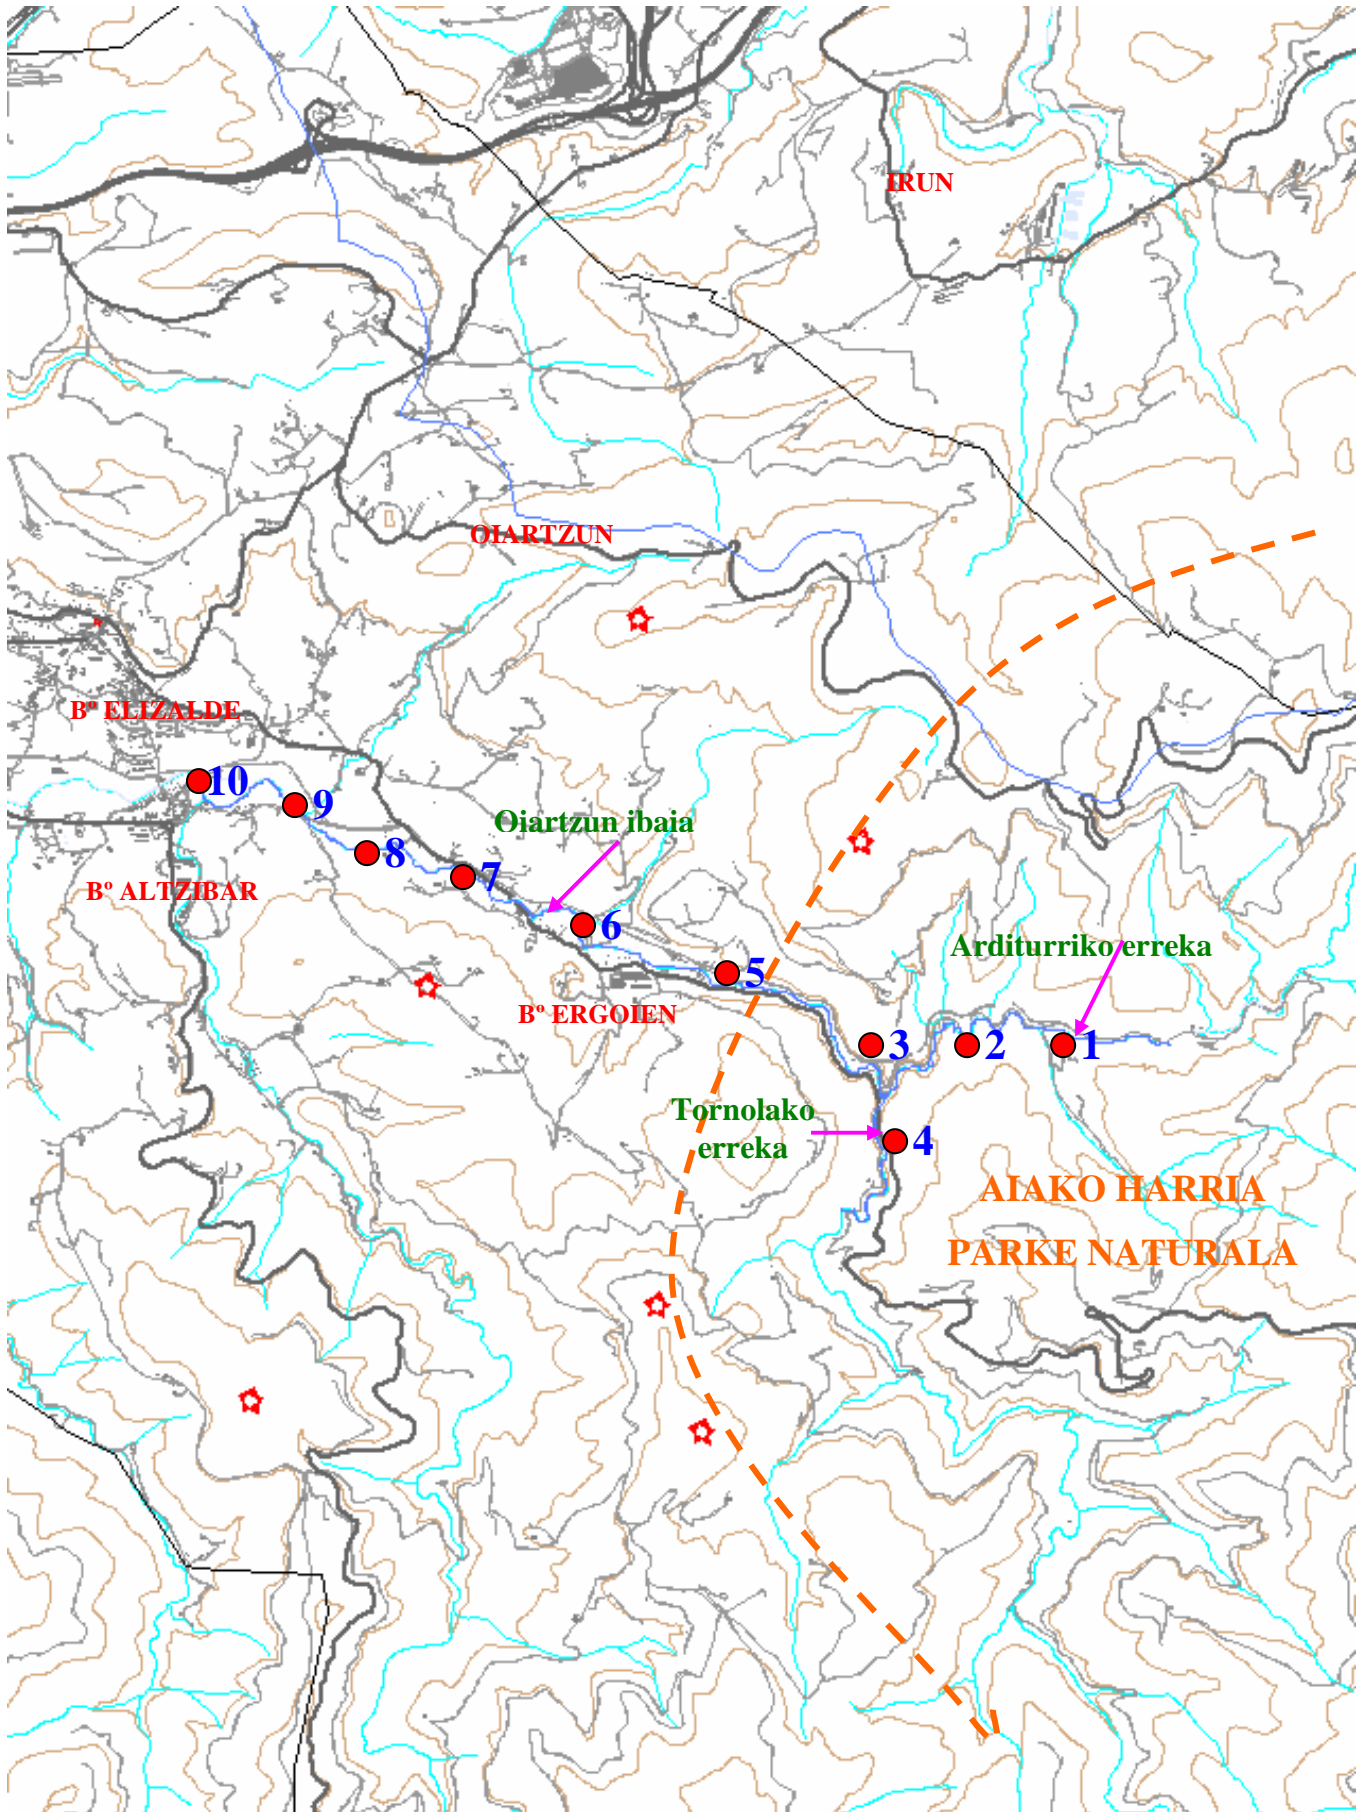 IRUN
OIARTZUN
Bº ELIZALDE
10
9
Oiartzun ibaia
8
7
Bº ALTZIBAR
6
Arditurriko erreka
5
Bº ERGOIEN
3
2
1
Tornolako
erreka
4
AIAKO HARRIA
PARKE NATURALA